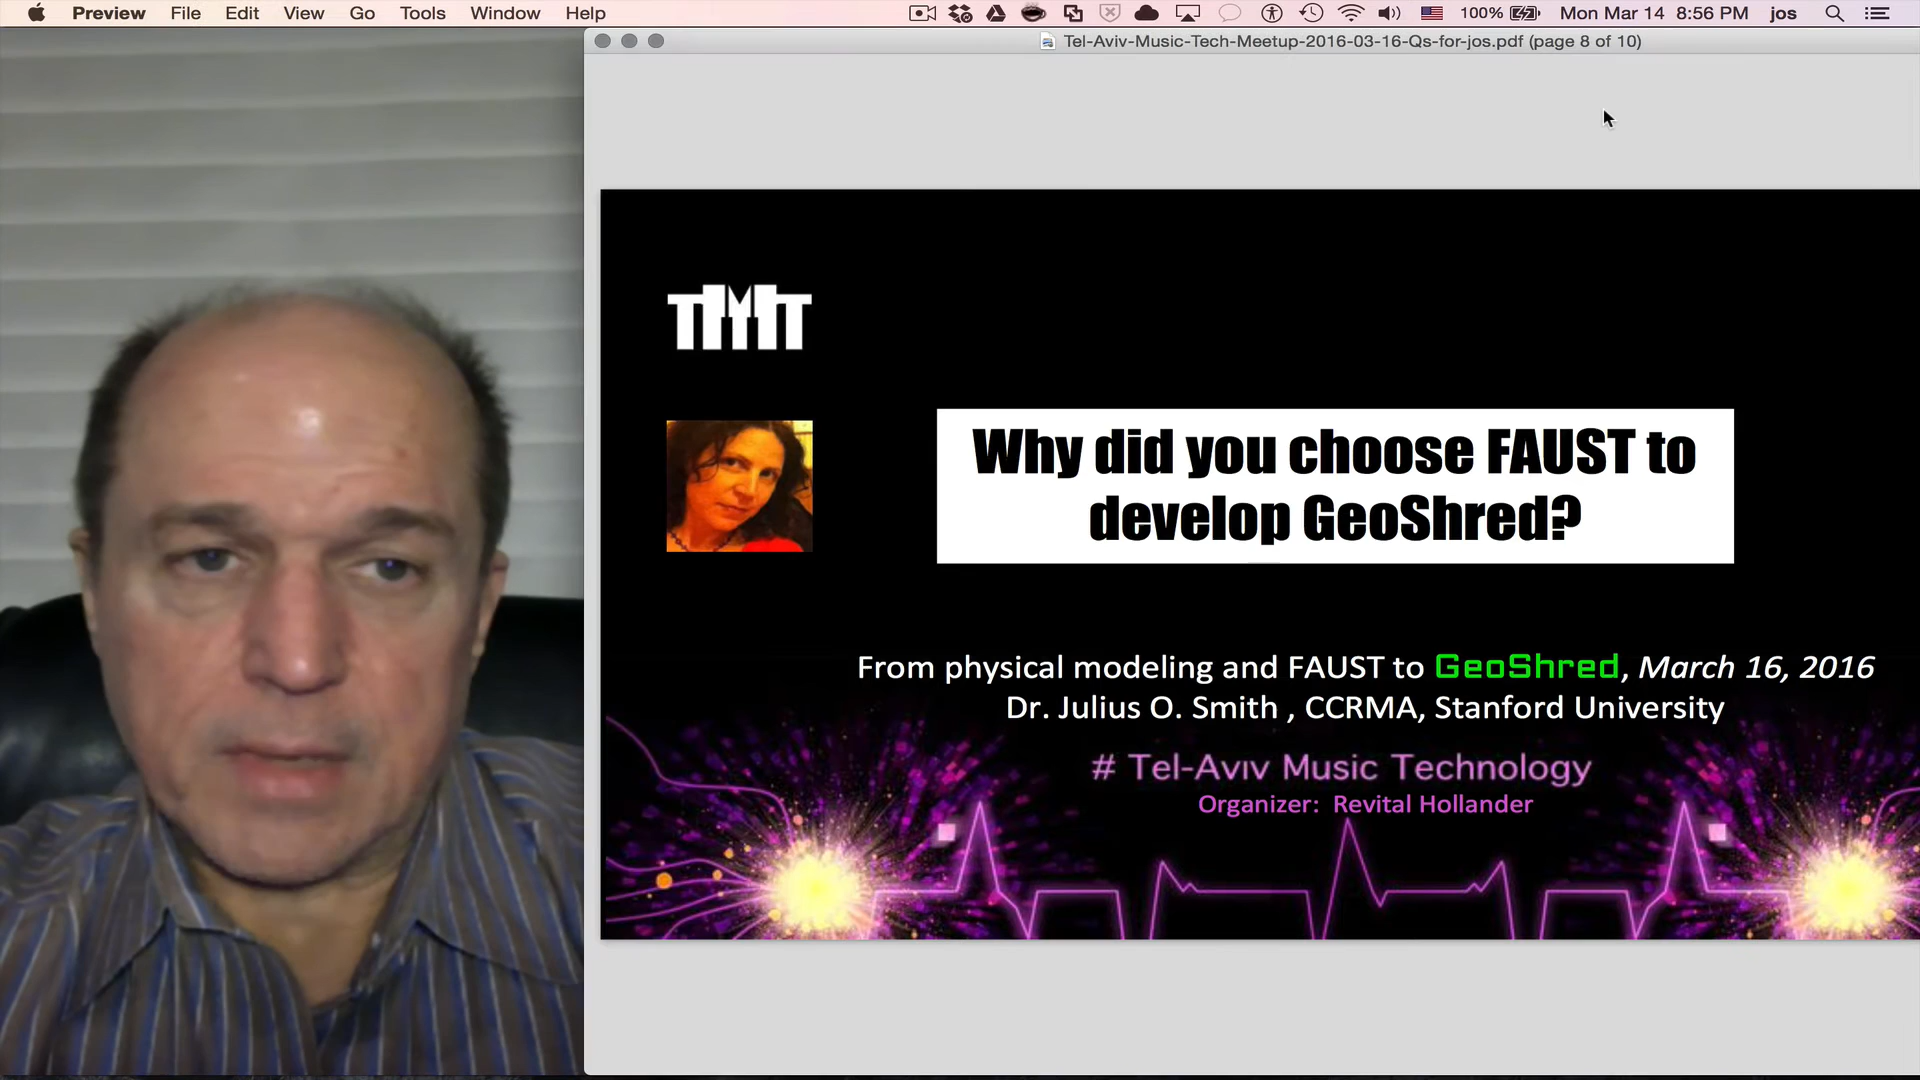 Preview File Edit View Go Tools Window Help 100% Mon Mar 14 8:56 PM jos
Tel-Aviv-Music-Tech-Meetup-2016-03-16-Qs-for-jos.pdf (page 8 of 10)
TMT
Why did you choose FAUST to
develop GeoShred?
From physical modeling and FAUST to GeoShred, March 16, 2016
Dr. Julius O. Smith , CCRMA, Stanford University
# Tel-Aviv Music Technology
Organizer: Revital Hollander